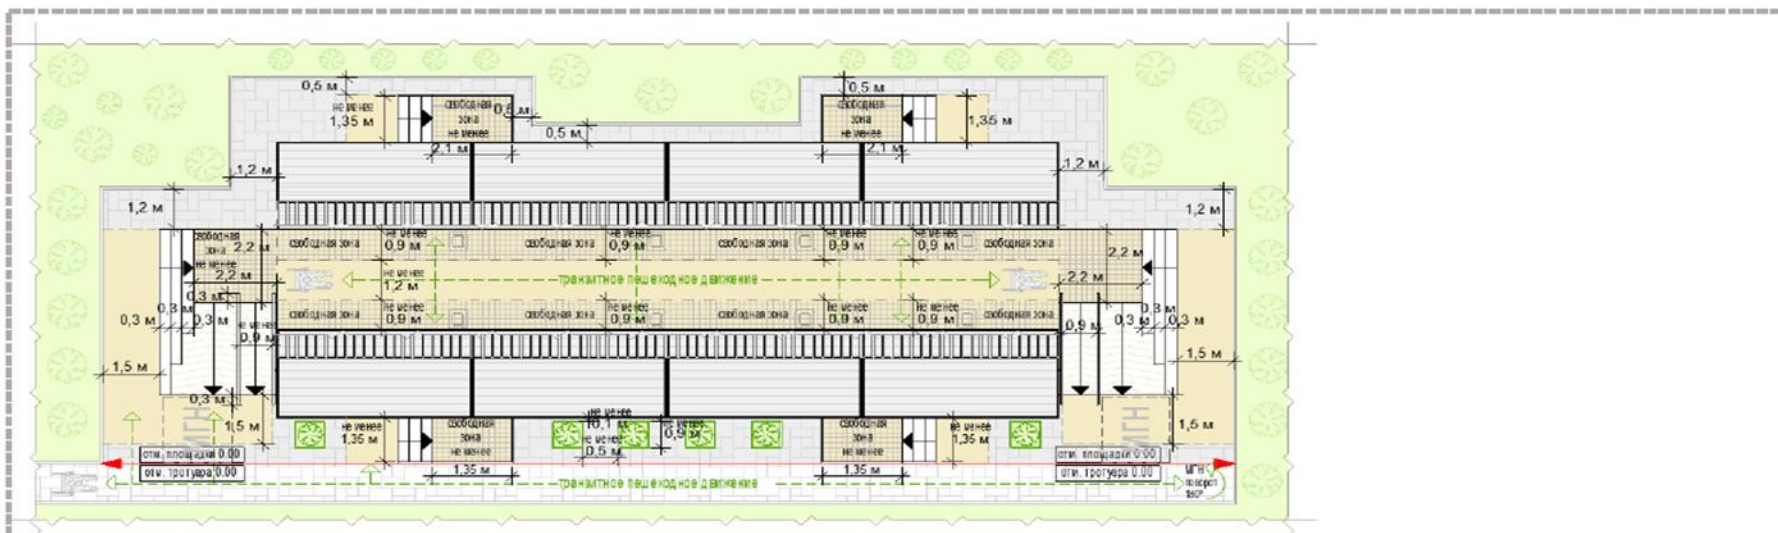 0,5 м
0,5 м
не менее
1,35 м
свободная
зона
не менее
0,5 м
0,5 м
свободная
зона
не менее
1,35 м
2,1 м
2,1 м
1,2 м
1,2 м
1,2 м
1,2 м
свободная
зона
не менее
2,2 м
2,2 м
свободная зона
не менее
0,9 м
свободная зона
не менее
0,9 м
свободная зона
не менее
0,9 м
не менее
0,9 м
свободная зона
2,2 м
2,2 м
не менее
1,2 м
транзитное пешеходное движение
0,3 м
0,3 м
0,3 м
0,3 м
не менее
0,9 м
свободная зона
не менее
0,9 м
свободная зона
не менее
0,9 м
свободная зона
не менее
0,9 м
не менее
0,9 м
свободная зона
0,9 м
0,3 м
0,3 м
0,3 м
1,5 м
1,5 м
0,3 м
МГН
1,5 м
не менее
1,35 м
свободная
зона
не менее
1,35 м
не менее
0,1 м
не менее
0,5 м
0,9 м
свободная
зона
не менее
1,35 м
не менее
1,35 м
МГН
1,5 м
отм. площадки 0.00
отм. тротуара 0.00
отм. площадки 0.00
отм. тротуара 0.00
транзитное пешеходное движение
МГН
поворот
180°